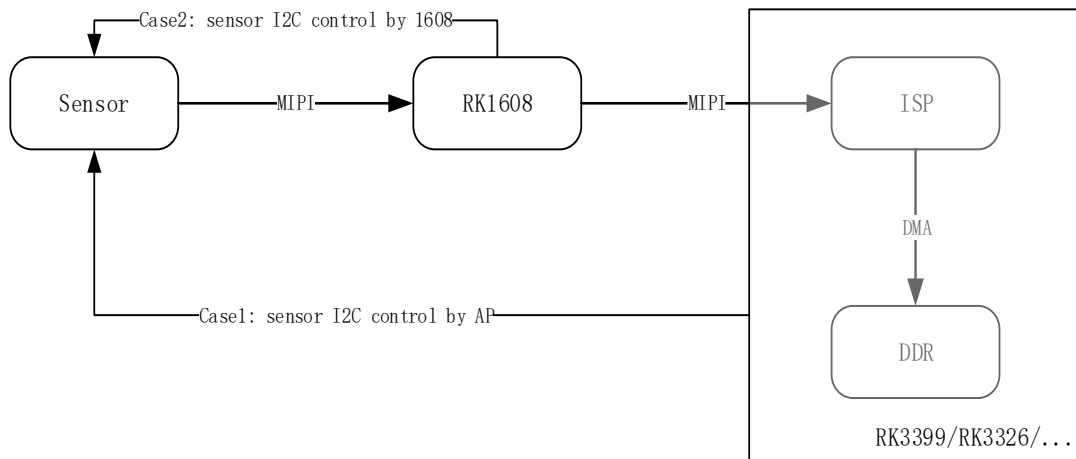 Case2: sensor I2C control by 1608
Sensor
MIPI
RK1608
MIPI
ISP
DMA
Case1: sensor I2C control by AP
DDR
RK3399/RK3326/...